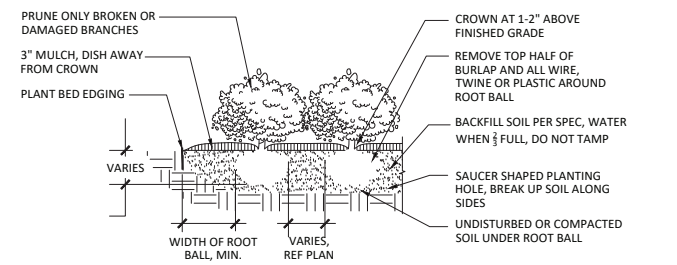 PRUNE ONLY BROKEN OR
DAMAGED BRANCHES
3" MULCH, DISH AWAY
FROM CROWN
PLANT BED EDGING
VARIES
WIDTH OF ROOT
BALL, MIN.
VARIES,
REF PLAN
CROWN AT 1-2" ABOVE
FINISHED GRADE
REMOVE TOP HALF OF
BURLAP AND ALL WIRE,
TWINE OR PLASTIC AROUND
ROOT BALL
BACKFILL SOIL PER SPEC, WATER
WHEN 2/3 FULL, DO NOT TAMP
SAUCER SHAPED PLANTING
HOLE, BREAK UP SOIL ALONG
SIDES
UNDISTURBED OR COMPACTED
SOIL UNDER ROOT BALL